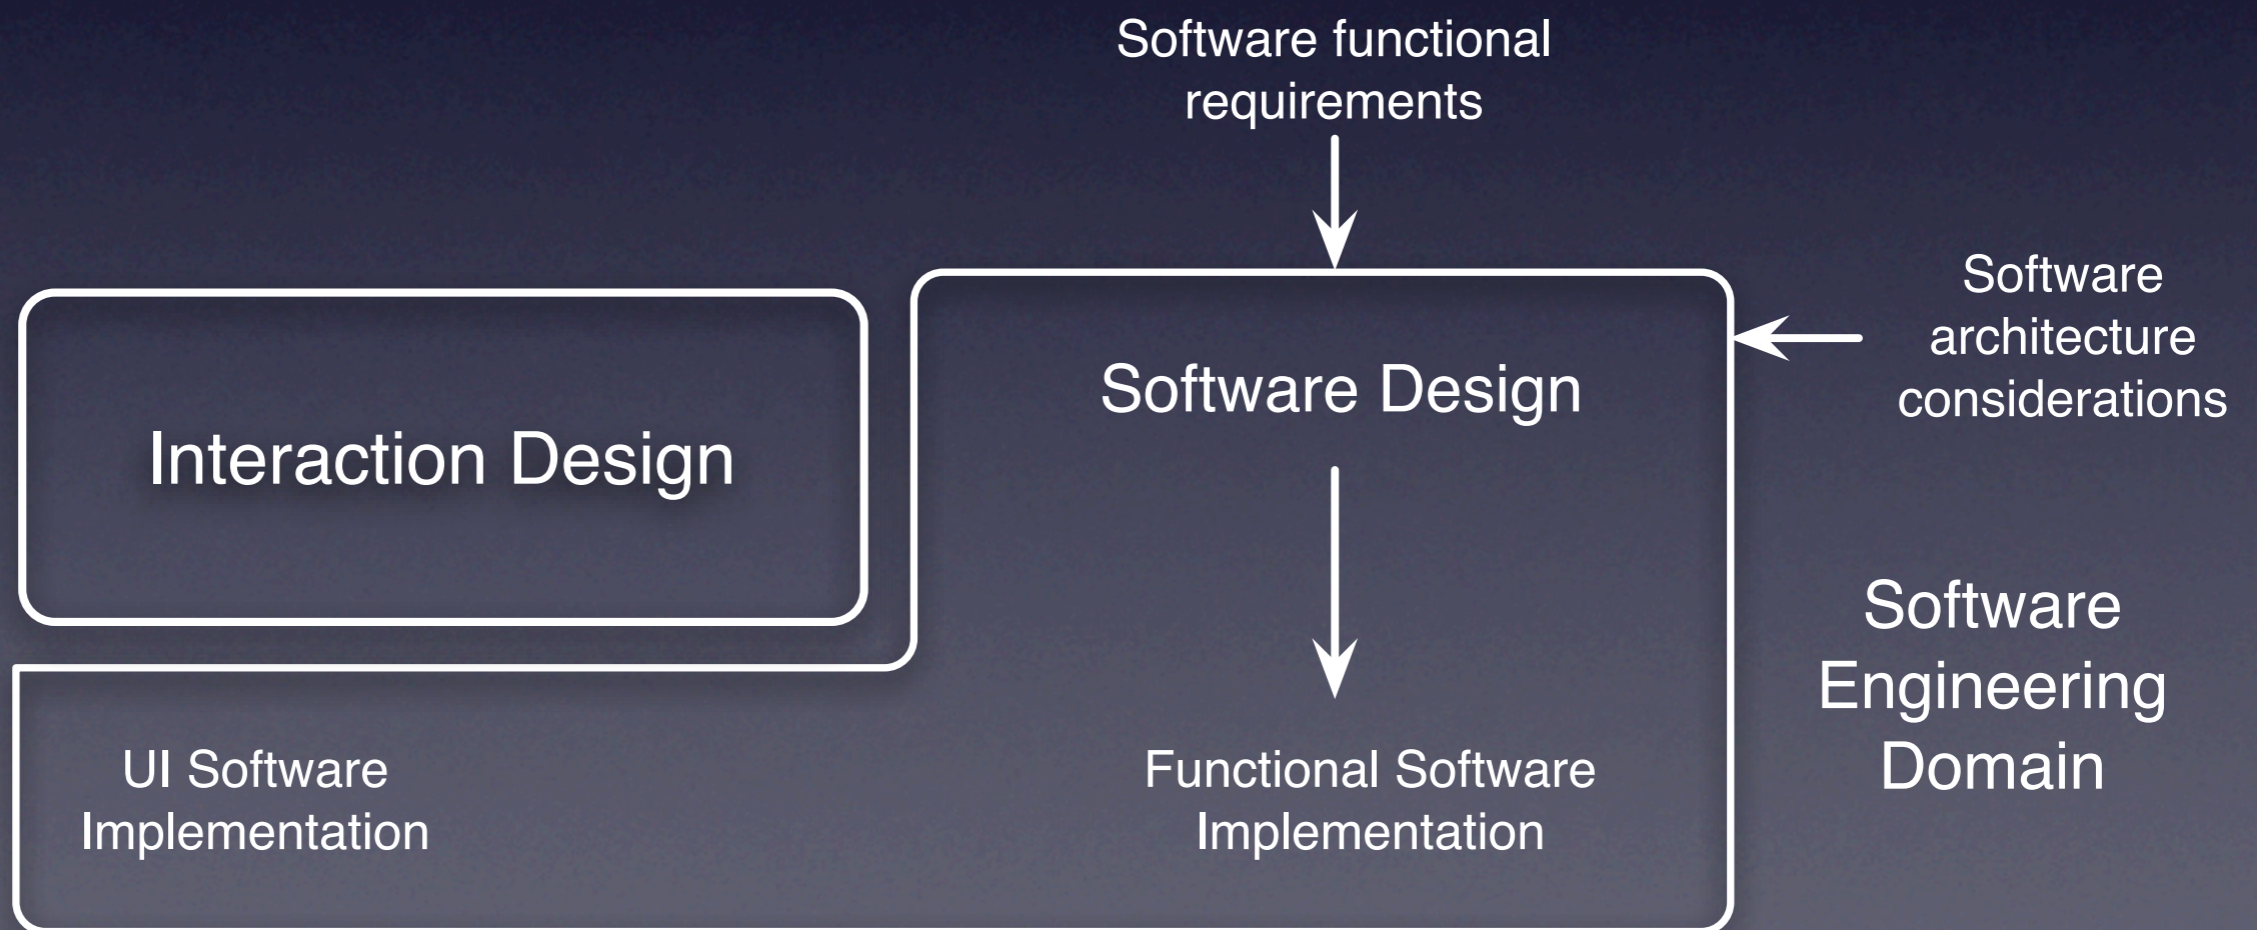 Software functional
requirements
Software
architecture
considerations
Software Design
Interaction Design
Software
Engineering
Domain
UI Software
Implementation
Functional Software
Implementation